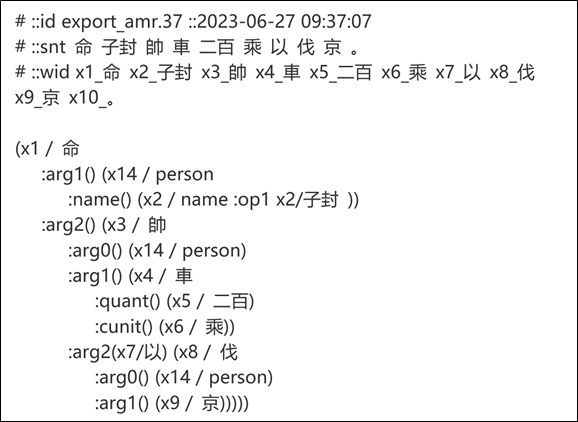 # ::id export_amr.37 ::2023-06-27 09:37:07
# ::snt 命 子封 帥 車 二百 乘 以 伐 京 。
# ::wid x1_命 x2_子封 x3_帥 x4_車 x5_二百 x6_乘 x7_以 x8_伐
x9_京 x10_。

(x1 / 命
    :arg1() (x14 / person
        :name() (x2 / name :op1 x2/子封 ))
    :arg2() (x3 / 帥
        :arg0() (x14 / person)
        :arg1() (x4 / 車
            :quant() (x5 / 二百)
            :cunit() (x6 / 乘))
        :arg2(x7/以) (x8 / 伐
            :arg0() (x14 / person)
            :arg1() (x9 / 京)))))